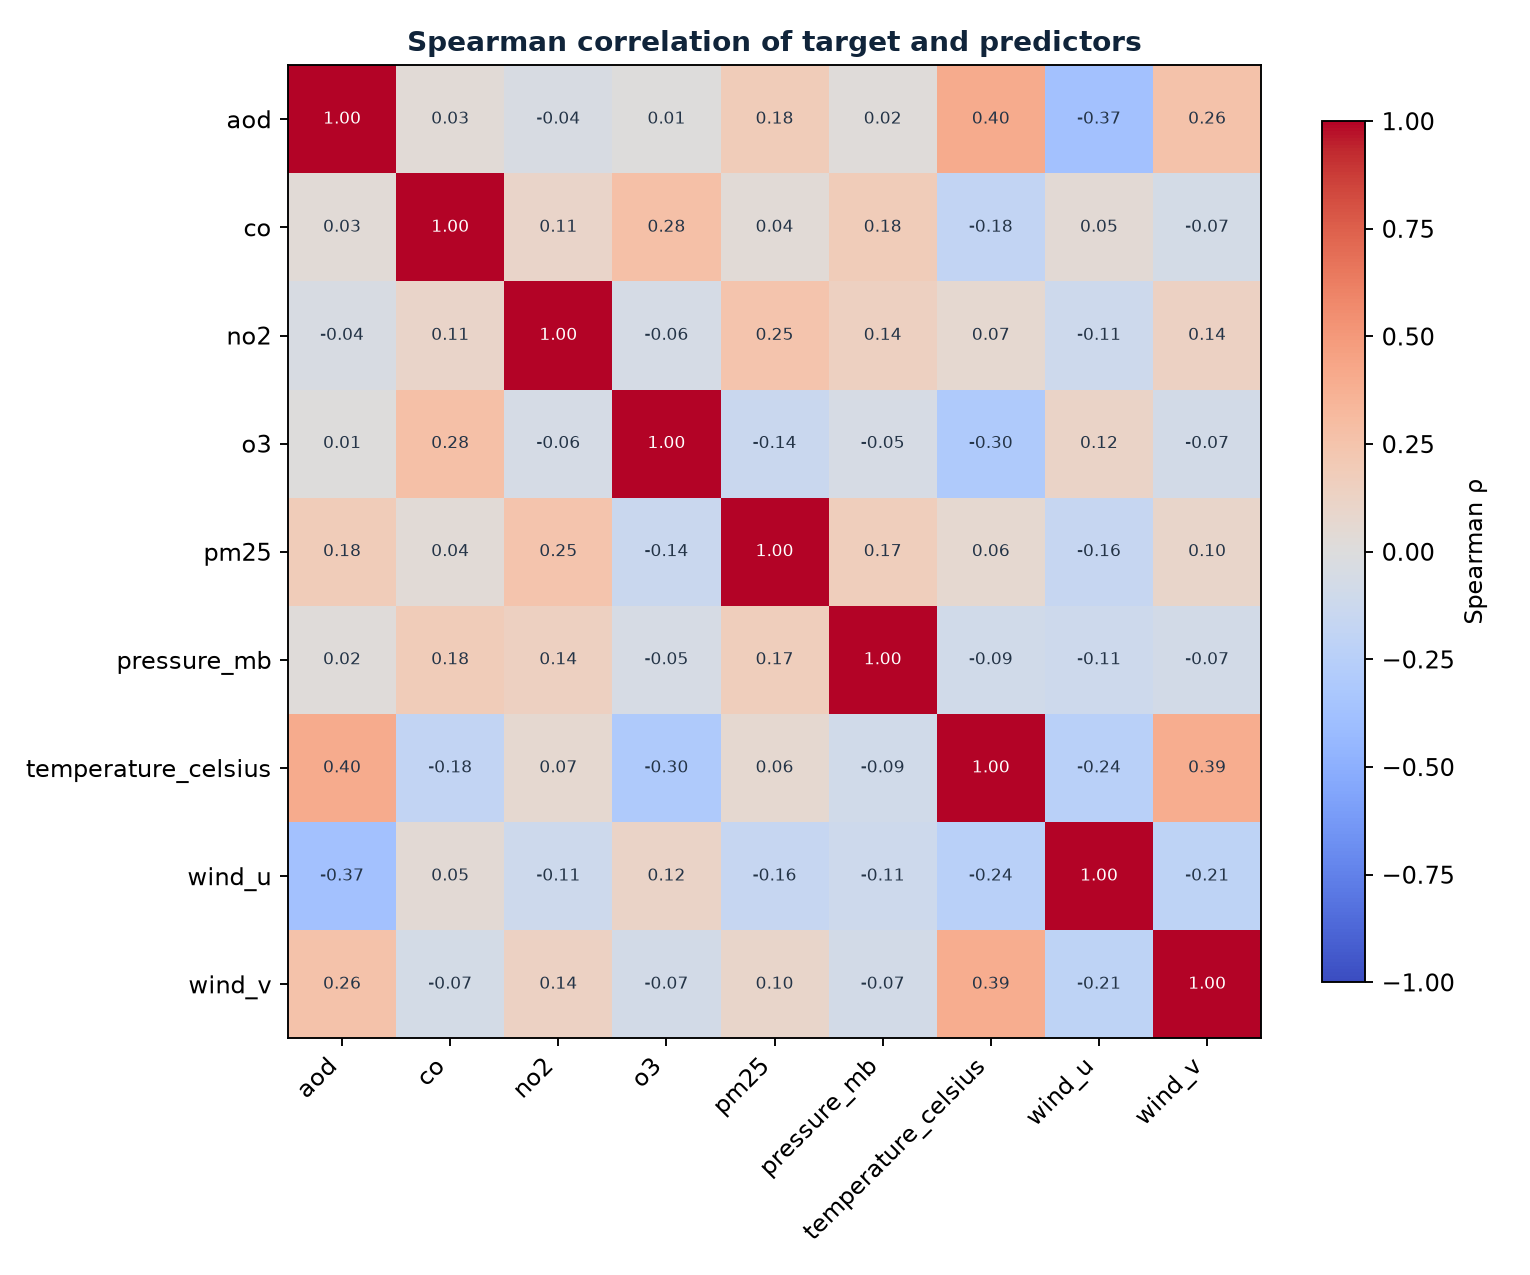 Spearman correlation of target and predictors
aod 1.00 0.03 -0.04 0.01 0.18 0.02 0.40 -0.37 0.26
co 0.03 1.00 0.11 0.28 0.04 0.18 -0.18 0.05 -0.07
no2 -0.04 0.11 1.00 -0.06 0.25 0.14 0.07 -0.11 0.14
o3 0.01 0.28 -0.06 1.00 -0.14 -0.05 -0.30 0.12 -0.07
pm25 0.18 0.04 0.25 -0.14 1.00 0.17 0.06 -0.16 0.10
pressure_mb 0.02 0.18 0.14 -0.05 0.17 1.00 -0.09 -0.11 -0.07
temperature_celsius 0.40 -0.18 0.07 -0.30 0.06 -0.09 1.00 -0.24 0.39
wind_u -0.37 0.05 -0.11 0.12 -0.16 -0.11 -0.24 1.00 -0.21
wind_v 0.26 -0.07 0.14 -0.07 0.10 -0.07 0.39 -0.21 1.00
aod co no2 o3 pm25 pressure_mb temperature_celsius wind_u wind_v
1.00
0.75
0.50
0.25
0.00
−0.25
−0.50
−0.75
−1.00
Spearman ρ